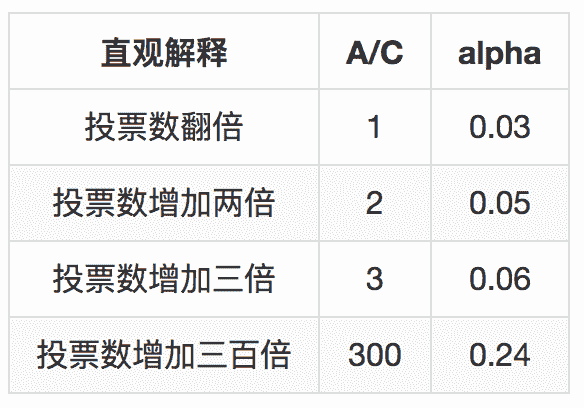 直观解释 A/C alpha
投票数翻倍 1 0.03
投票数增加两倍 2 0.05
投票数增加三倍 3 0.06
投票数增加三百倍 300 0.24